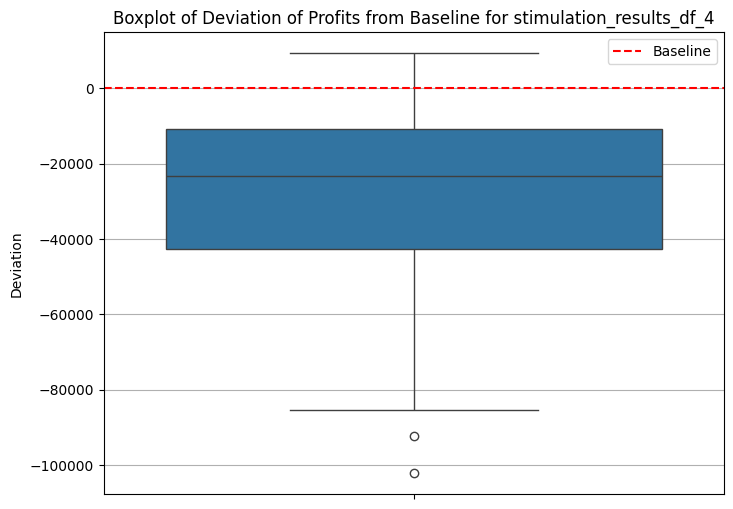 Boxplot of Deviation of Profits from Baseline for stimulation_results_df_4
Baseline
0
−20000
−40000
−60000
−80000
−100000
Deviation